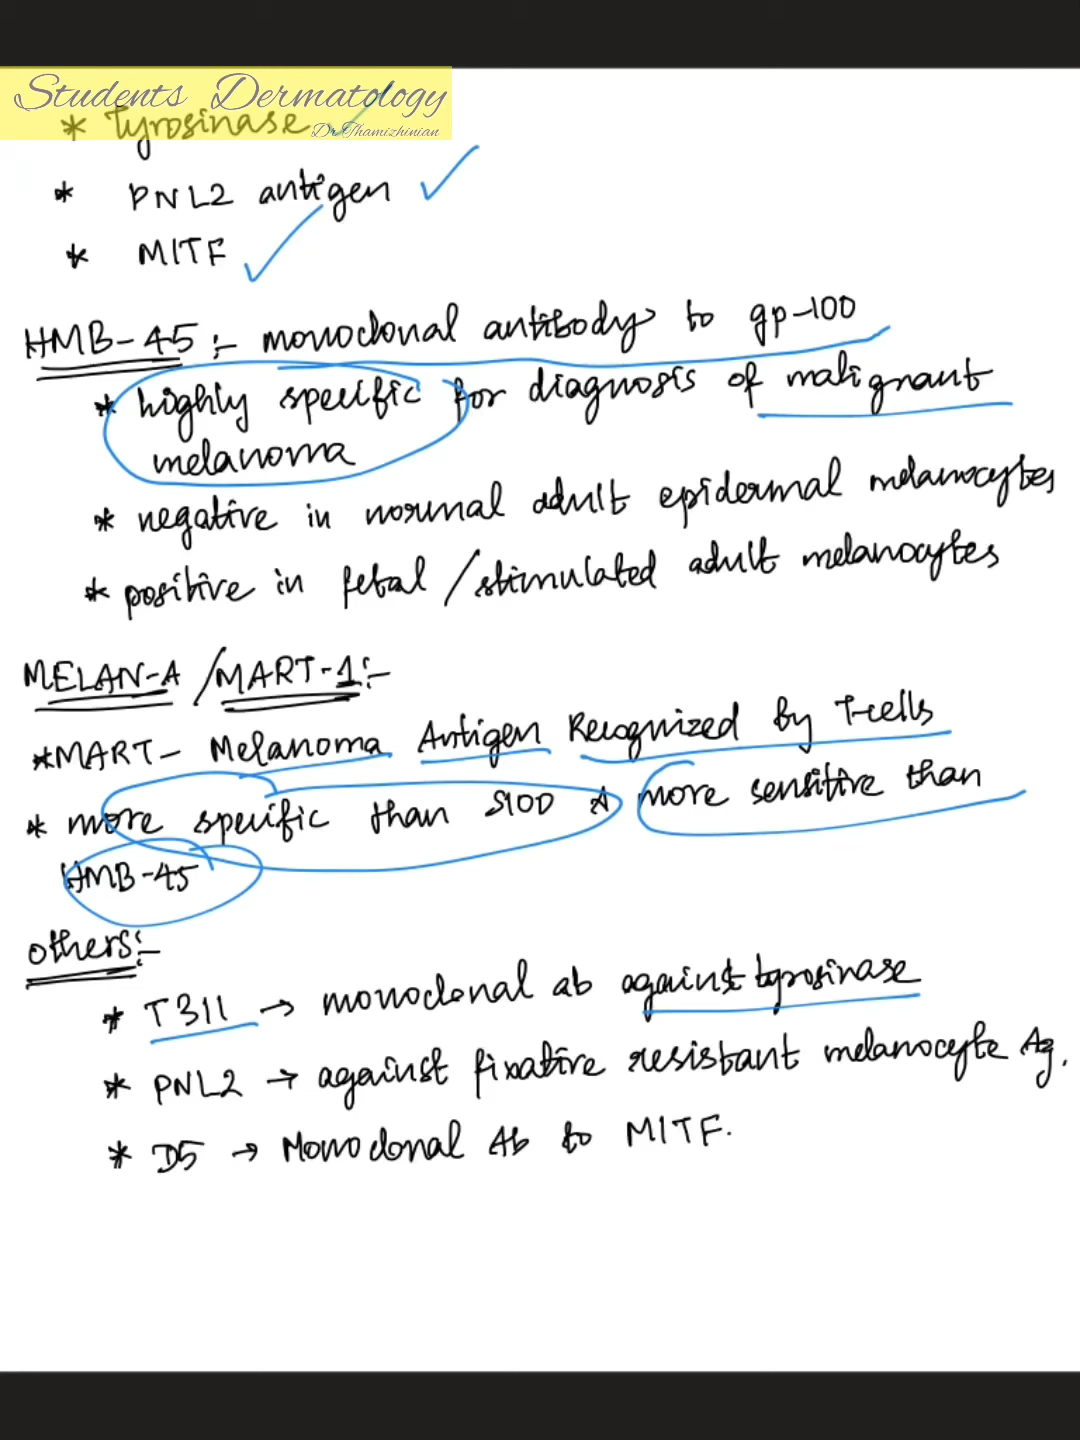 Students Dermatology
* Tyrosinase
Dr Thamizhinian
* PNL2 antigen
* MITF
HMB-45 :- monoclonal antibody to gp-100
* highly specific for diagnosis of malignant
melanoma
* negative in normal adult epidermal melanocytes
* positive in fetal / stimulated adult melanocytes
MELAN-A / MART-1 :-
* MART - Melanoma Antigen Recognized by T-cells
* more specific than S100 & more sensitive than
HMB-45
others :-
* T311 → monoclonal ab against tyrosinase
* PNL2 → against fixative resistant melanocyte Ag.
* D5 → Monoclonal Ab to MITF.